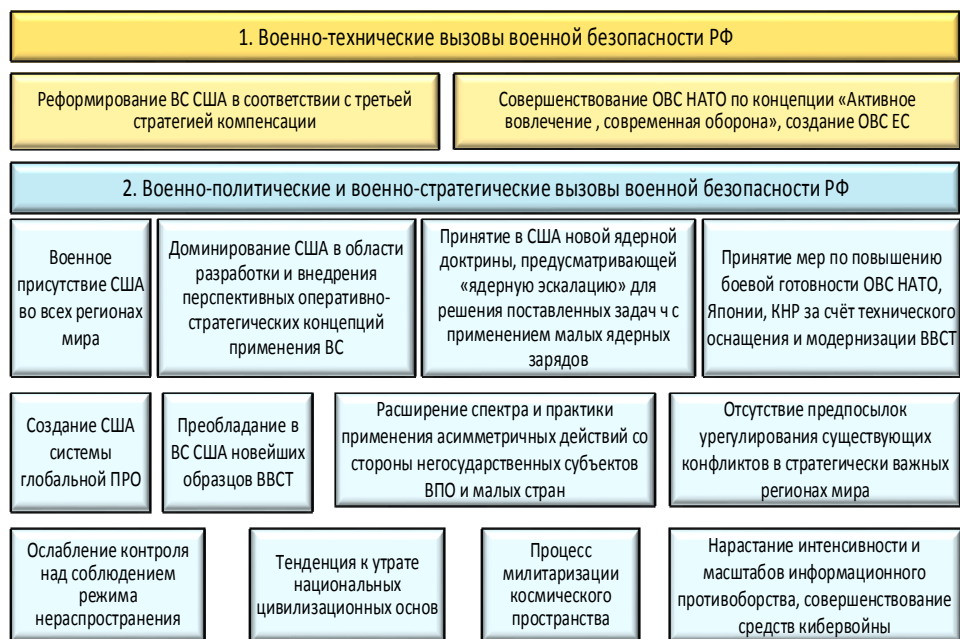 1. Военно-технические вызовы военной безопасности РФ
Реформирование ВС США в соответствии с третьей
стратегией компенсации
Совершенствование ОВС НАТО по концепции «Активное
вовлечение , современная оборона», создание ОВС ЕС
2. Военно-политические и военно-стратегические вызовы военной безопасности РФ
Военное
присутствие США
во всех регионах
мира
Доминирование США в области
разработки и внедрения
перспективных оперативно-
стратегических концепций
применения ВС
Принятие в США новой ядерной
доктрины, предусматривающей
«ядерную эскалацию» для
решения поставленных задач ч с
применением малых ядерных
зарядов
Принятие мер по повышению
боевой готовности ОВС НАТО,
Японии, КНР за счёт технического
оснащения и модернизации ВВСТ
Создание США
системы
глобальной ПРО
Преобладание в
ВС США новейших
образцов ВВСТ
Расширение спектра и практики
применения асимметричных действий со
стороны негосударственных субъектов
ВПО и малых стран
Отсутствие предпосылок
урегулирования существующих
конфликтов в стратегически важных
регионах мира
Ослабление контроля
над соблюдением
режима
нераспространения
Тенденция к утрате
национальных
цивилизационных основ
Процесс
милитаризации
космического
пространства
Нарастание интенсивности и
масштабов информационного
противоборства, совершенствование
средств кибервойны